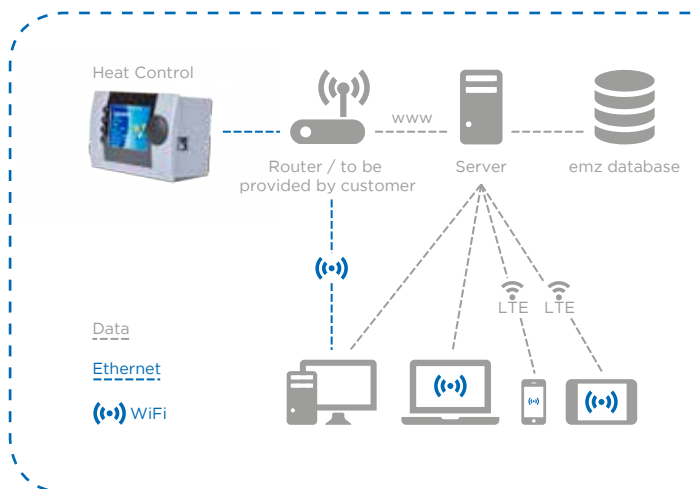 Heat Control
www
Router / to be
provided by customer
Server
emz database
LTE
LTE
Data
Ethernet
WiFi